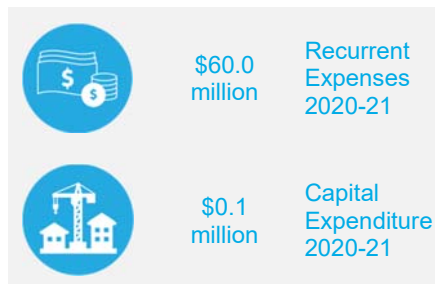 $
$
$60.0
million
Recurrent
Expenses
2020-21
$0.1
million
Capital
Expenditure
2020-21